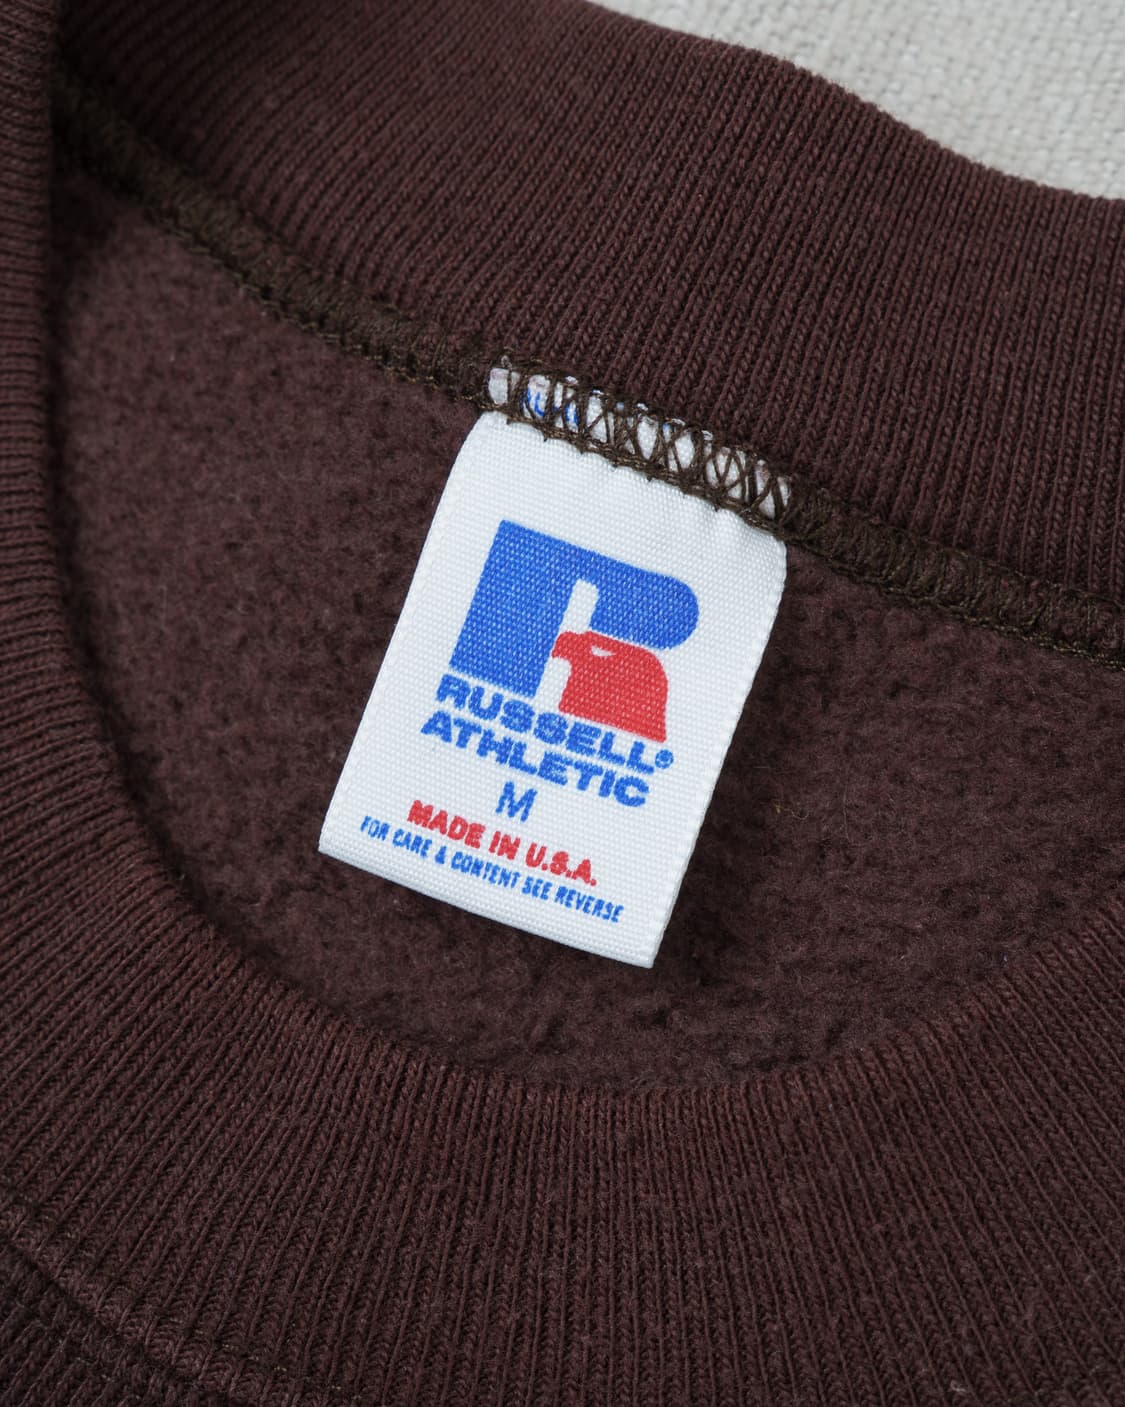 RUSSELL®
ATHLETIC
M
MADE IN U.S.A.
FOR CARE & CONTENT SEE REVERSE